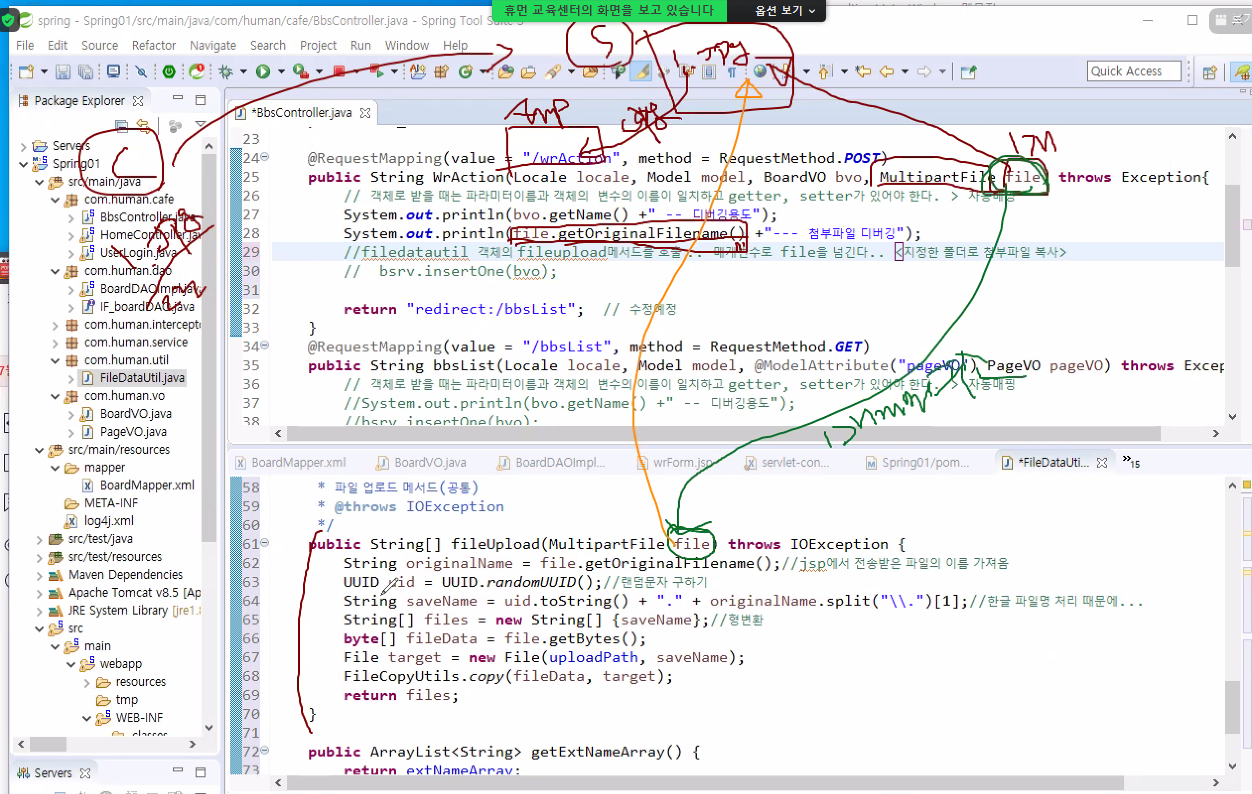 휴먼 교육센터의 화면을 보고 있습니다
옵션 보기
spring - Spring01/src/main/java/com/human/cafe/BbsController.java - Spring Tool Suite
File Edit Source Refactor Navigate Search Project Run Window Help
Quick Access
Package Explorer
Servers
Spring01
src/main/java
com.human.cafe
BbsController.java
HomeController.java
UserLogin.java
com.human.dao
BoardDAOImpl.java
IF_boardDAO.java
com.human.intercept
com.human.service
com.human.util
FileDataUtil.java
com.human.vo
BoardVO.java
PageVO.java
src/main/resources
mapper
BoardMapper.xml
META-INF
log4j.xml
src/test/java
src/test/resources
Maven Dependencies
Apache Tomcat v8.5 [Ap
JRE System Library [jre1.8
src
main
webapp
resources
tmp
WEB-INF
classes
Servers
*BbsController.java
23
24 @RequestMapping(value = "/wrAction", method = RequestMethod.POST)
25 public String WrAction(Locale locale, Model model, BoardVO bvo, MultipartFile file) throws Exception{
26 // 객체로 받을 때는 파라미터이름과 객체의 변수의 이름이 일치하고 getter, setter가 있어야 한다. > 자동매핑
27 System.out.println(bvo.getName() +" -- 디버깅용도");
28 System.out.println(file.getOriginalFilename() +"--- 첨부파일 디버깅");
29 //filedatautil 객체의 fileupload메서드를 호출 .. 매개변수로 file을 넘긴다.. <지정한 폴더로 첨부파일 복사>
30 // bsrv.insertOne(bvo);
31
32 return "redirect:/bbsList"; // 수정예정
33 }
34 @RequestMapping(value = "/bbsList", method = RequestMethod.GET)
35 public String bbsList(Locale locale, Model model, @ModelAttribute("pageVO") PageVO pageVO) throws Exce
36 // 객체로 받을 때는 파라미터이름과 객체의 변수의 이름이 일치하고 getter, setter가 있어야 한다. 자동매핑
37 //System.out.println(bvo.getName() +" -- 디버깅용도");
38 //bsrv.insertOne(bvo);
BoardMapper.xml BoardVO.java BoardDAOImpl... wrForm.jsp servlet-con... Spring01/pom... *FileDataUti... 15
58 * 파일 업로드 메서드(공통)
59 * @throws IOException
60 */
61 public String[] fileUpload(MultipartFile file) throws IOException {
62 String originalName = file.getOriginalFilename();//jsp에서 전송받은 파일의 이름 가져옴
63 UUID uid = UUID.randomUUID();//랜덤문자 구하기
64 String saveName = uid.toString() + "." + originalName.split("\\.")[1];//한글 파일명 처리 때문에...
65 String[] files = new String[] {saveName};//형변환
66 byte[] fileData = file.getBytes();
67 File target = new File(uploadPath, saveName);
68 FileCopyUtils.copy(fileData, target);
69 return files;
70 }
71
72 public ArrayList<String> getExtNameArray() {
73 return extNameArray;
S
C
17M